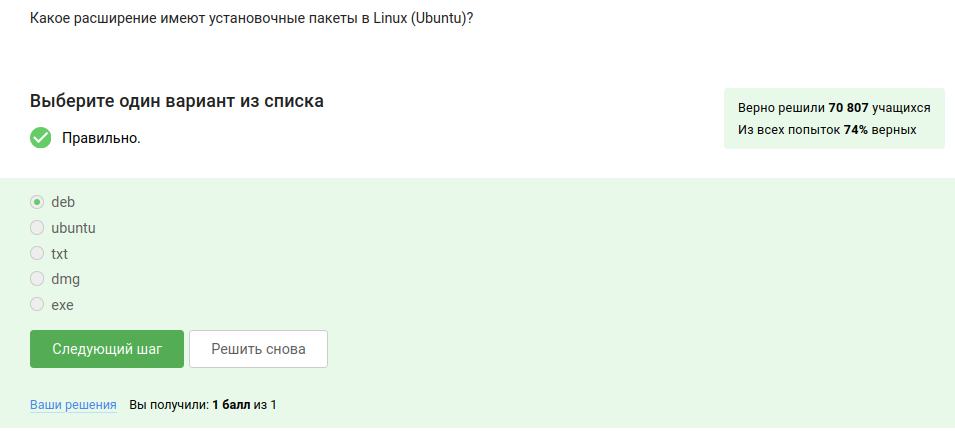 Какое расширение имеют установочные пакеты в Linux (Ubuntu)?
Выберите один вариант из списка
Правильно.
Верно решили 70 807 учащихся
Из всех попыток 74% верных
deb
ubuntu
txt
dmg
exe
Следующий шаг
Решить снова
Ваши решения Вы получили: 1 балл из 1